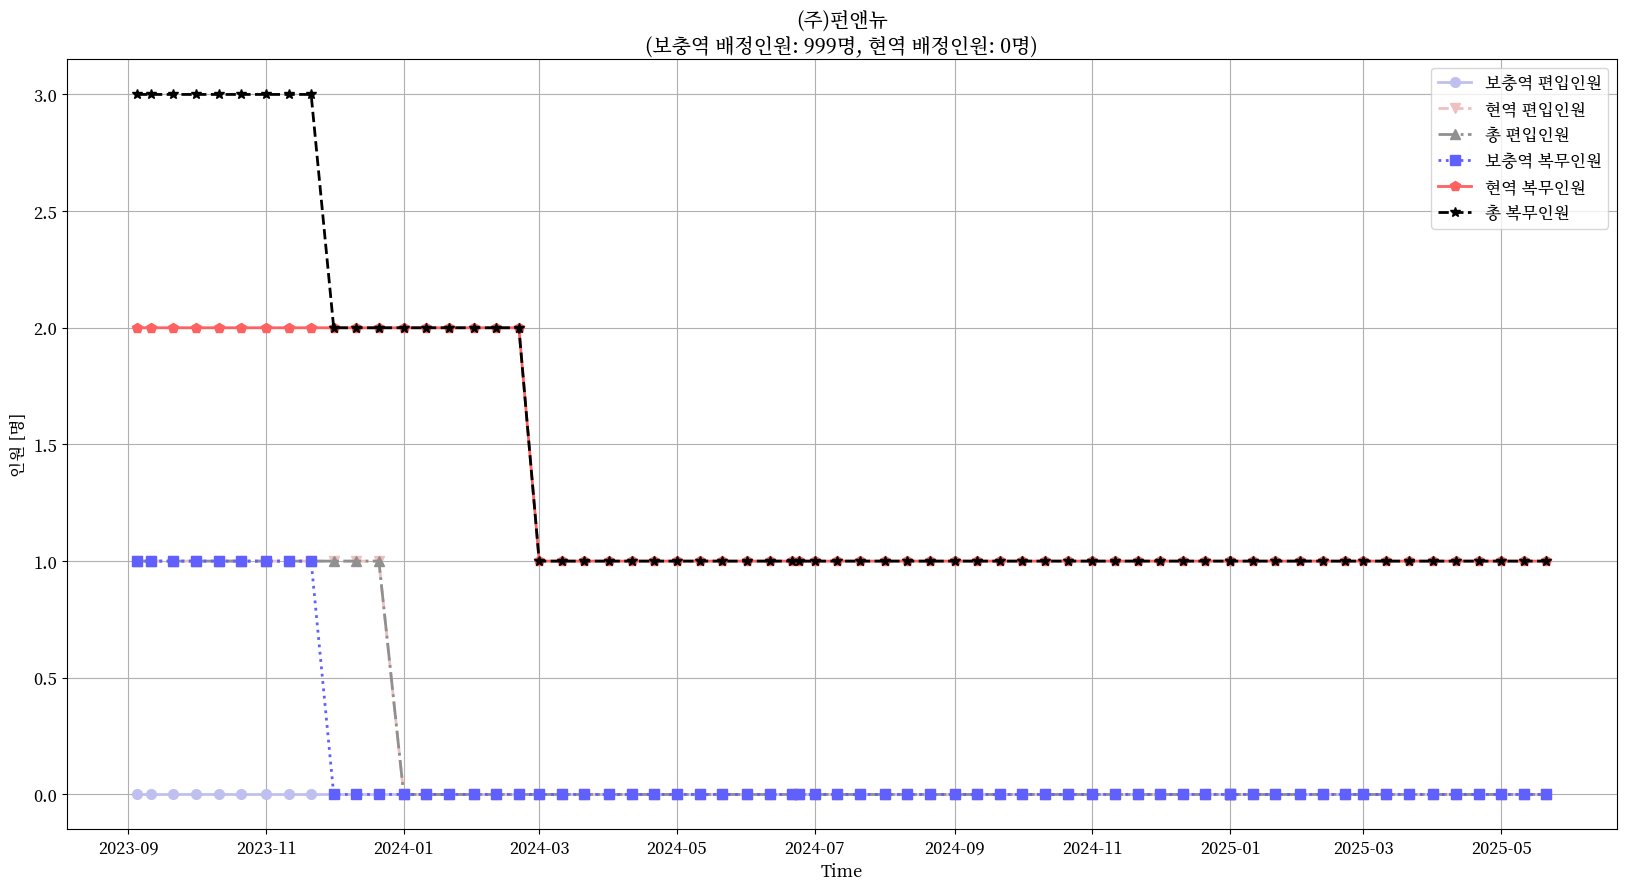 (주)펀앤뉴
(보충역 배정인원: 999명, 현역 배정인원: 0명)
보충역 편입인원
현역 편입인원
총 편입인원
보충역 복무인원
현역 복무인원
총 복무인원
3.0
2.5
2.0
1.5
1.0
0.5
0.0
인원 [명]
2023-09
2023-11
2024-01
2024-03
2024-05
2024-07
2024-09
2024-11
2025-01
2025-03
2025-05
Time